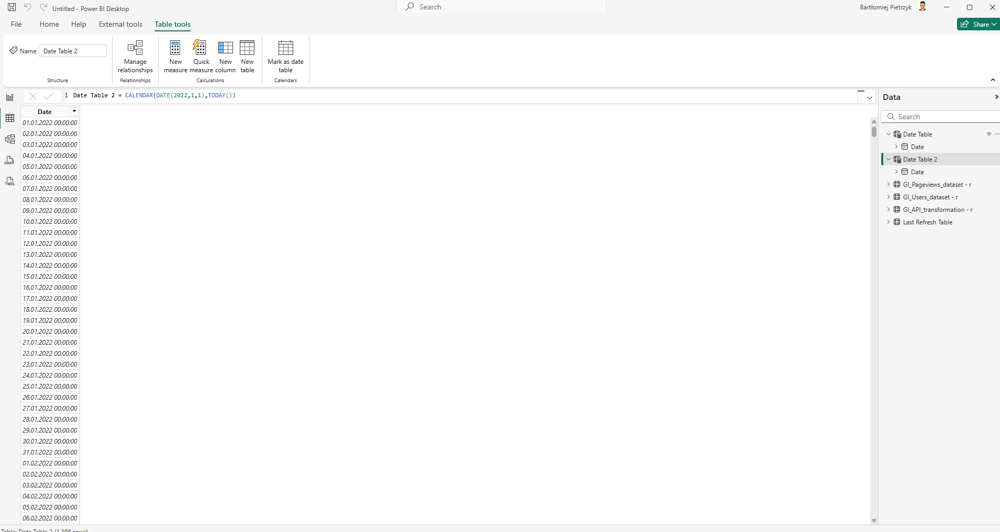 Untitled - Power BI Desktop
Search
Bartłomiej Pietrzyk
File Home Help External tools Table tools
Share
Name Date Table 2
Structure
Manage relationships
Relationships
New measure
Quick measure
New column
New table
Calculations
Mark as date table
Calendars
1 Date Table 2 = CALENDAR(DATE(2022,1,1),TODAY())
Date
01.01.2022 00:00:00
02.01.2022 00:00:00
03.01.2022 00:00:00
04.01.2022 00:00:00
05.01.2022 00:00:00
06.01.2022 00:00:00
07.01.2022 00:00:00
08.01.2022 00:00:00
09.01.2022 00:00:00
10.01.2022 00:00:00
11.01.2022 00:00:00
12.01.2022 00:00:00
13.01.2022 00:00:00
14.01.2022 00:00:00
15.01.2022 00:00:00
16.01.2022 00:00:00
17.01.2022 00:00:00
18.01.2022 00:00:00
19.01.2022 00:00:00
20.01.2022 00:00:00
21.01.2022 00:00:00
22.01.2022 00:00:00
23.01.2022 00:00:00
24.01.2022 00:00:00
25.01.2022 00:00:00
26.01.2022 00:00:00
27.01.2022 00:00:00
28.01.2022 00:00:00
29.01.2022 00:00:00
30.01.2022 00:00:00
31.01.2022 00:00:00
01.02.2022 00:00:00
02.02.2022 00:00:00
03.02.2022 00:00:00
04.02.2022 00:00:00
05.02.2022 00:00:00
06.02.2022 00:00:00
DAX
TMDL
Data
Search
Date Table
Date
Date Table 2
Date
GI_Pageviews_dataset - r
GI_Users_dataset - r
GI_API_transformation - r
Last Refresh Table
Table: Date Table 2 (1 398 rows)